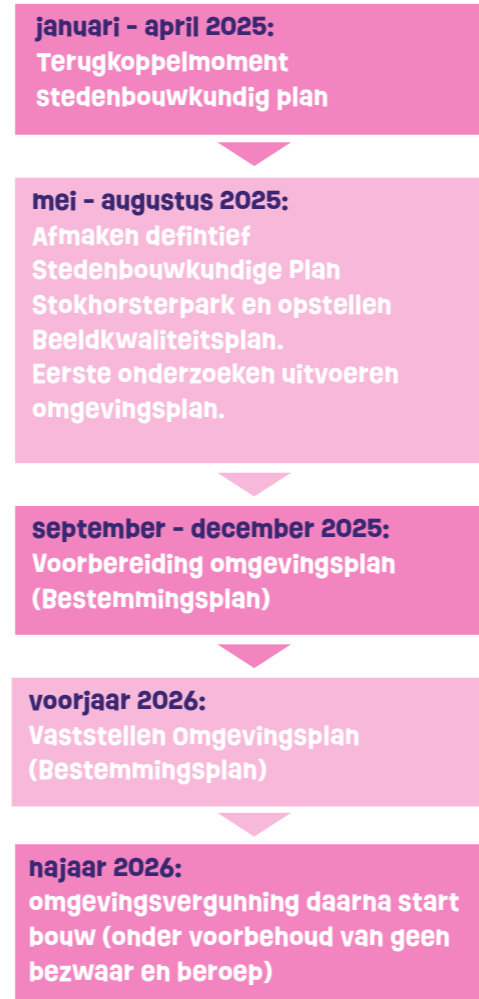 januari - april 2025:
Terugkoppelmoment
stedenbouwkundig plan
mei - augustus 2025:
Afmaken defintief
Stedenbouwkundige Plan
Stokhorsterpark en opstellen
Beeldkwaliteitsplan.
Eerste onderzoeken uitvoeren
omgevingsplan.
september - december 2025:
Voorbereiding omgevingsplan
(Bestemmingsplan)
voorjaar 2026:
Vaststellen Omgevingsplan
(Bestemmingsplan)
najaar 2026:
omgevingsvergunning daarna start
bouw (onder voorbehoud van geen
bezwaar en beroep)